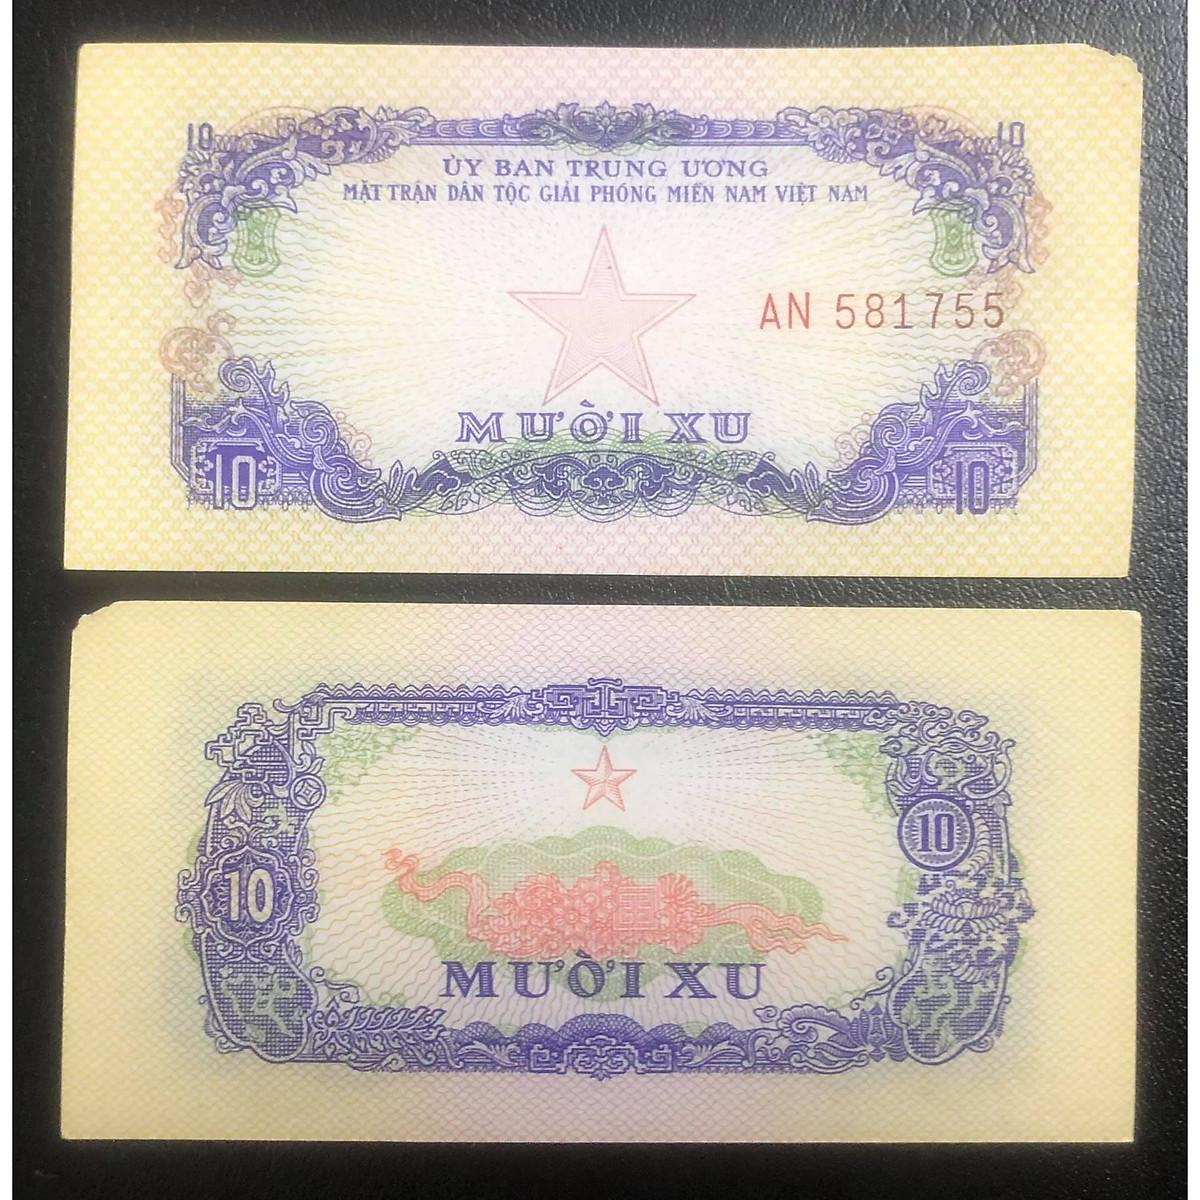 10 10
ỦY BAN TRUNG ƯƠNG
MẶT TRẬN DÂN TỘC GIẢI PHÓNG MIỀN NAM VIỆT NAM
AN 581755
MƯỜI XU
10 10
10
10
MƯỜI XU